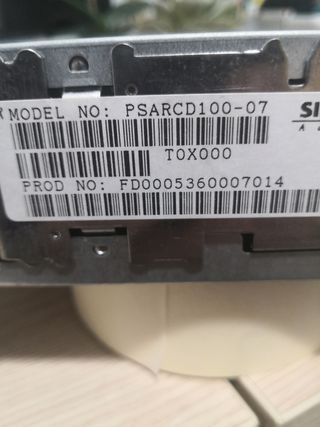 MODEL NO: PSARCD100-07
T0X000
PROD NO: FD0005360007014